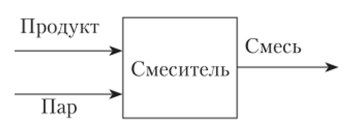 Продукт
Смесь
Смеситель
Пар